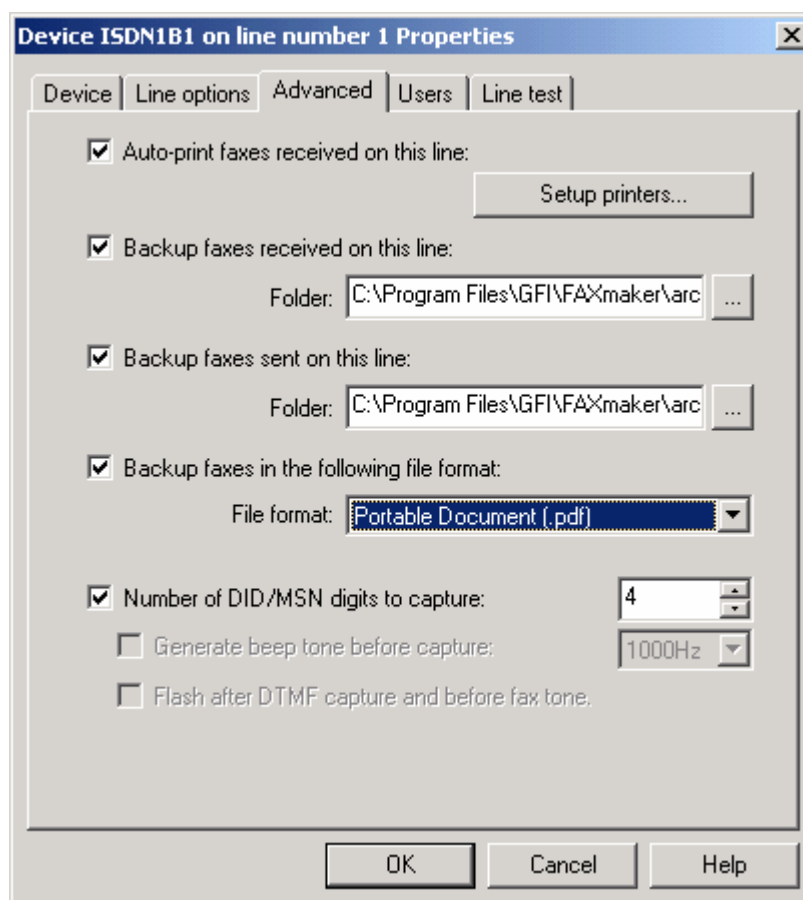 Device ISDN1B1 on line number 1 Properties
Device Line options Advanced Users Line test
Auto-print faxes received on this line:
Setup printers...
Backup faxes received on this line:
Folder: C:\Program Files\GFI\FAXmaker\arc ...
Backup faxes sent on this line:
Folder: C:\Program Files\GFI\FAXmaker\arc ...
Backup faxes in the following file format:
File format: Portable Document (.pdf)
Number of DID/MSN digits to capture: 4
Generate beep tone before capture: 1000Hz
Flash after DTMF capture and before fax tone.
OK Cancel Help